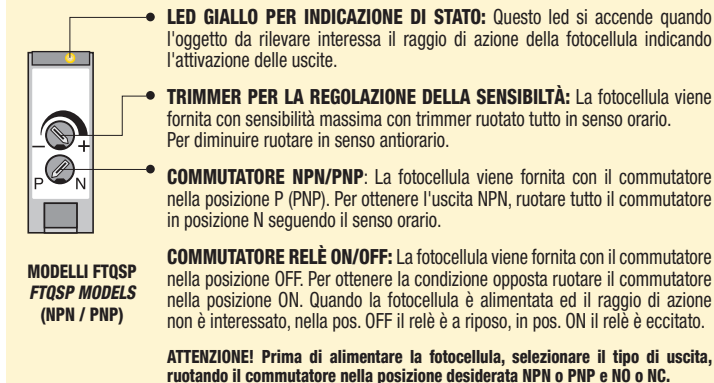 LED GIALLO PER INDICAZIONE DI STATO: Questo led si accende quando
l'oggetto da rilevare interessa il raggio di azione della fotocellula indicando
l'attivazione delle uscite.
TRIMMER PER LA REGOLAZIONE DELLA SENSIBILTÀ: La fotocellula viene
fornita con sensibilità massima con trimmer ruotato tutto in senso orario.
Per diminuire ruotare in senso antiorario.
− +
P N
COMMUTATORE NPN/PNP: La fotocellula viene fornita con il commutatore
nella posizione P (PNP). Per ottenere l'uscita NPN, ruotare tutto il commutatore
in posizione N seguendo il senso orario.
MODELLI FTQSP
FTQSP MODELS
(NPN / PNP)
COMMUTATORE RELÈ ON/OFF: La fotocellula viene fornita con il commutatore
nella posizione OFF. Per ottenere la condizione opposta ruotare il commutatore
nella posizione ON. Quando la fotocellula è alimentata ed il raggio di azione
non è interessato, nella pos. OFF il relè è a riposo, in pos. ON il relè è eccitato.
ATTENZIONE! Prima di alimentare la fotocellula, selezionare il tipo di uscita,
ruotando il commutatore nella posizione desiderata NPN o PNP e NO o NC.